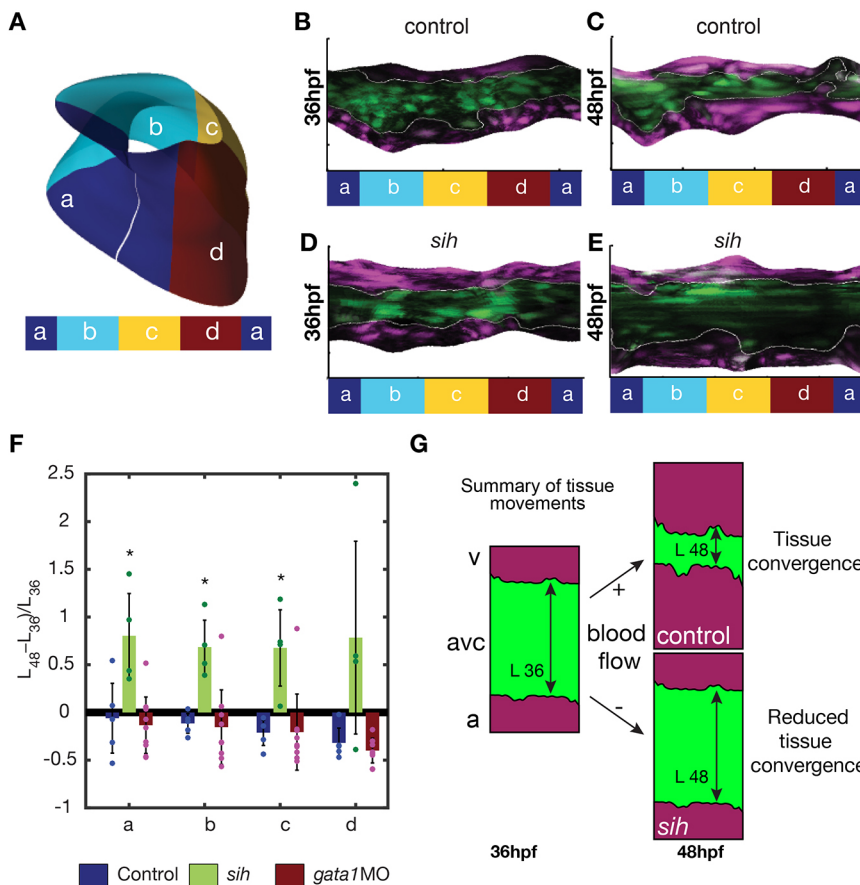 A
b
c
a
d
a b c d a
B
control
36hpf
a b c d a
C
control
48hpf
a b c d a
D
sih
36hpf
a b c d a
E
sih
48hpf
a b c d a
F
2.5
2
1.5
1
0.5
0
-0.5
-1
L48–L36)/L36
* * *
a b c d
Control sih gata1MO
G
Summary of tissue
movements
v
avc
a
L 36
36hpf
+
blood
flow
-
L 48
control
Tissue
convergence
L 48
sih
Reduced
tissue
convergence
48hpf